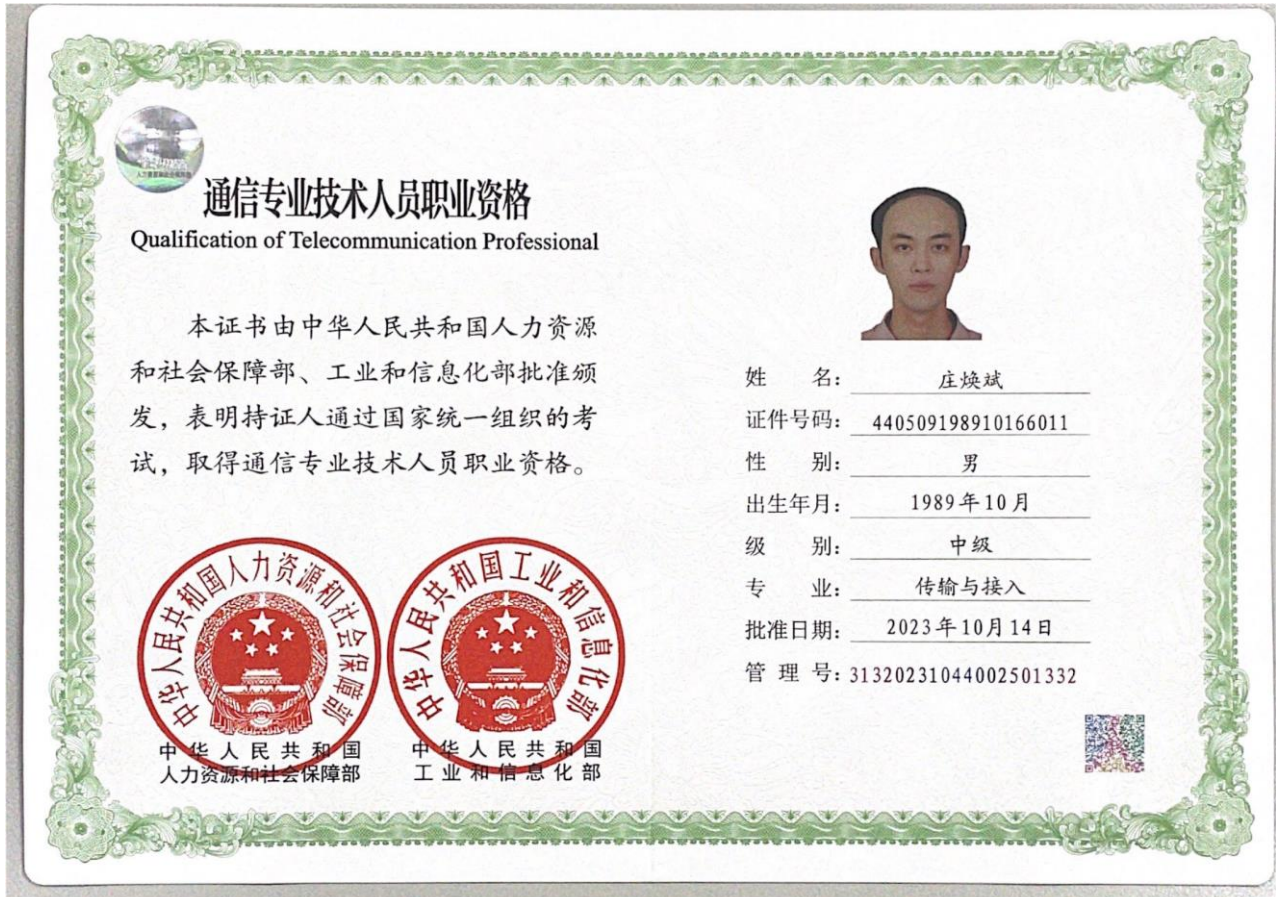 通信专业技术人员职业资格
Qualification of Telecommunication Professional
本证书由中华人民共和国人力资源
和社会保障部、工业和信息化部批准颁
发，表明持证人通过国家统一组织的考
试，取得通信专业技术人员职业资格。
中华人民共和国人力资源和社会保障部
中华人民共和国
人力资源和社会保障部
中华人民共和国工业和信息化部
中华人民共和国
工业和信息化部
姓 名： 庄焕斌
证件号码： 440509198910166011
性 别： 男
出生年月： 1989年10月
级 别： 中级
专 业： 传输与接入
批准日期： 2023年10月14日
管 理 号： 31320231044002501332